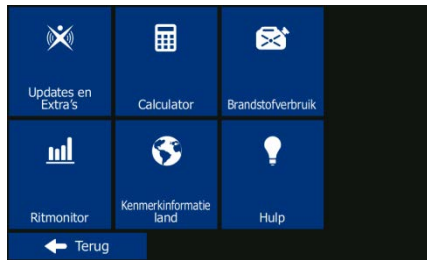 Updates en
Extra's
Calculator
Brandstofverbruik
Ritmonitor
Kenmerkinformatie
land
Hulp
Terug